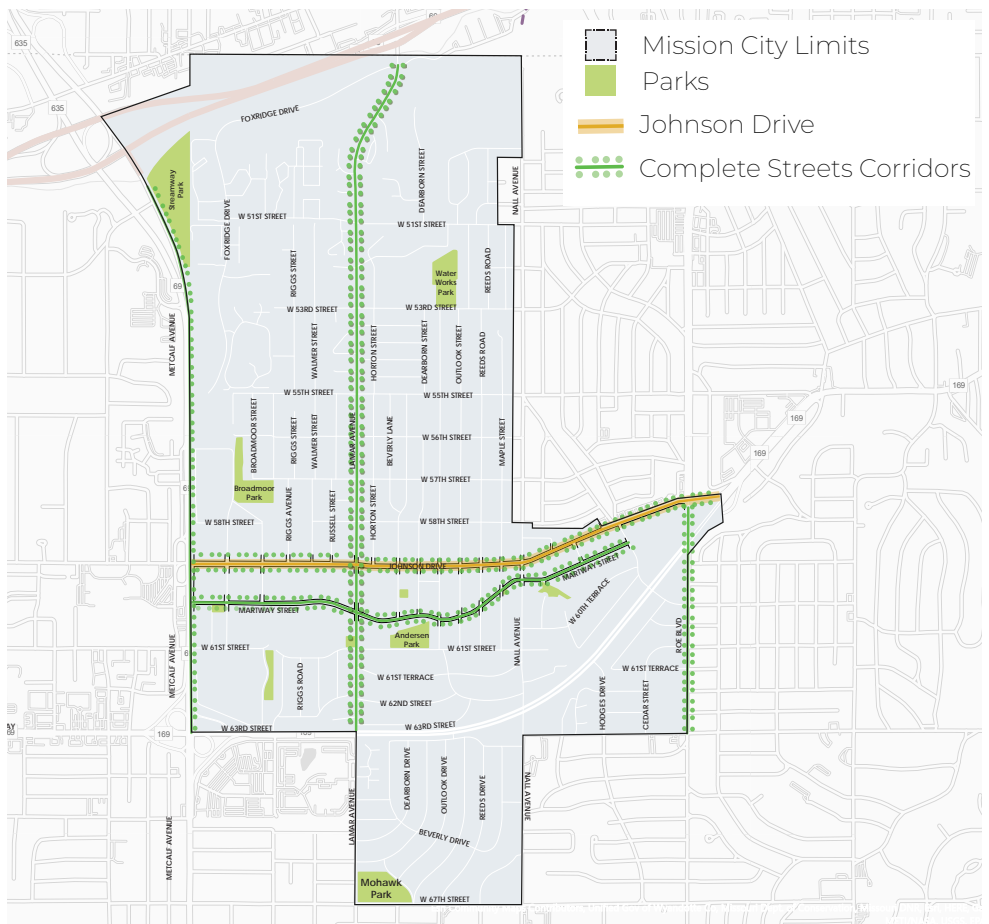 Mission City Limits
Parks
Johnson Drive
Complete Streets Corridors
635
69
635
FOXRIDGE DRIVE
Streamway
Park
DEARBORN STREET
NALL AVENUE
FOXRIDGE DRIVE
W 51ST STREET
W 51ST STREET
RIGGS STREET
Water
Works
Park
REEDS ROAD
69
W 53RD STREET
W 53RD STREET
METCALF AVENUE
WALMER STREET
HORTON STREET
DEARBORN STREET
OUTLOOK STREET
REEDS ROAD
W 55TH STREET
W 55TH STREET
169
169
169
BROADMOOR STREET
RIGGS STREET
WALMER STREET
LAMAR AVENUE
BEVERLY LANE
W 56TH STREET
MAPLE STREET
W 57TH STREET
Broadmoor
Park
RIGGS AVENUE
RUSSELL STREET
HORTON STREET
W 58TH STREET
W 58TH STREET
JOHNSON DRIVE
MARTWAY STREET
MARTWAY STREET
W 60TH TERRACE
Andersen
Park
NALL AVENUE
ROE BLVD
METCALF AVENUE
W 61ST STREET
W 61ST STREET
W 61ST TERRACE
W 61ST TERRACE
RIGGS ROAD
HODGES DRIVE
CEDAR STREET
W 62ND STREET
W 63RD STREET
W 63RD STREET
169
DEARBORN DRIVE
OUTLOOK DRIVE
REEDS DRIVE
NALL AVENUE
LAMAR AVENUE
METCALF AVENUE
BEVERLY DRIVE
Mohawk
Park
W 67TH STREET